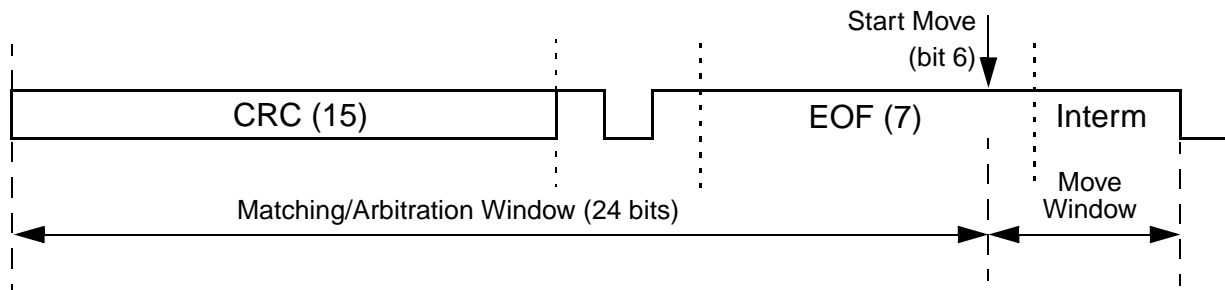 Start Move
(bit 6)
CRC (15)
EOF (7)
Interm
Matching/Arbitration Window (24 bits)
Move
Window